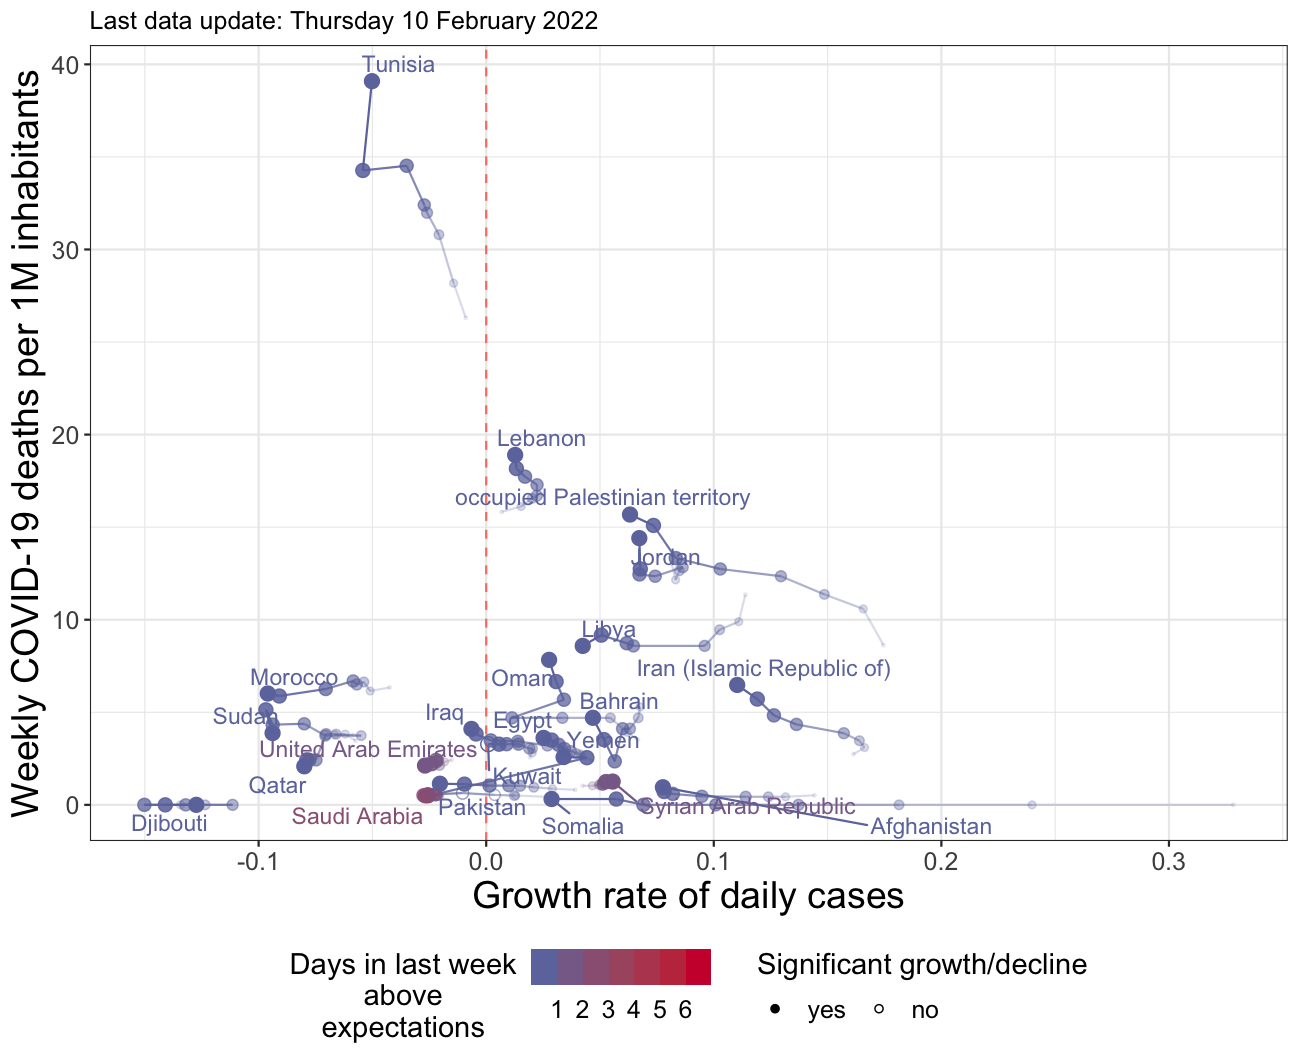 Last data update: Thursday 10 February 2022
Weekly COVID-19 deaths per 1M inhabitants
40
30
20
10
0
Tunisia
Lebanon
occupied Palestinian territory
Jordan
Libya
Iran (Islamic Republic of)
Oman
Morocco
Bahrain
Sudan
Iraq
Egypt
Yemen
United Arab Emirates
Kuwait
Qatar
Pakistan
Syrian Arab Republic
Saudi Arabia
Djibouti
Somalia
Afghanistan
-0.1
0.0
0.1
0.2
0.3
Growth rate of daily cases
Days in last week
above
expectations
1 2 3 4 5 6
Significant growth/decline
yes
no